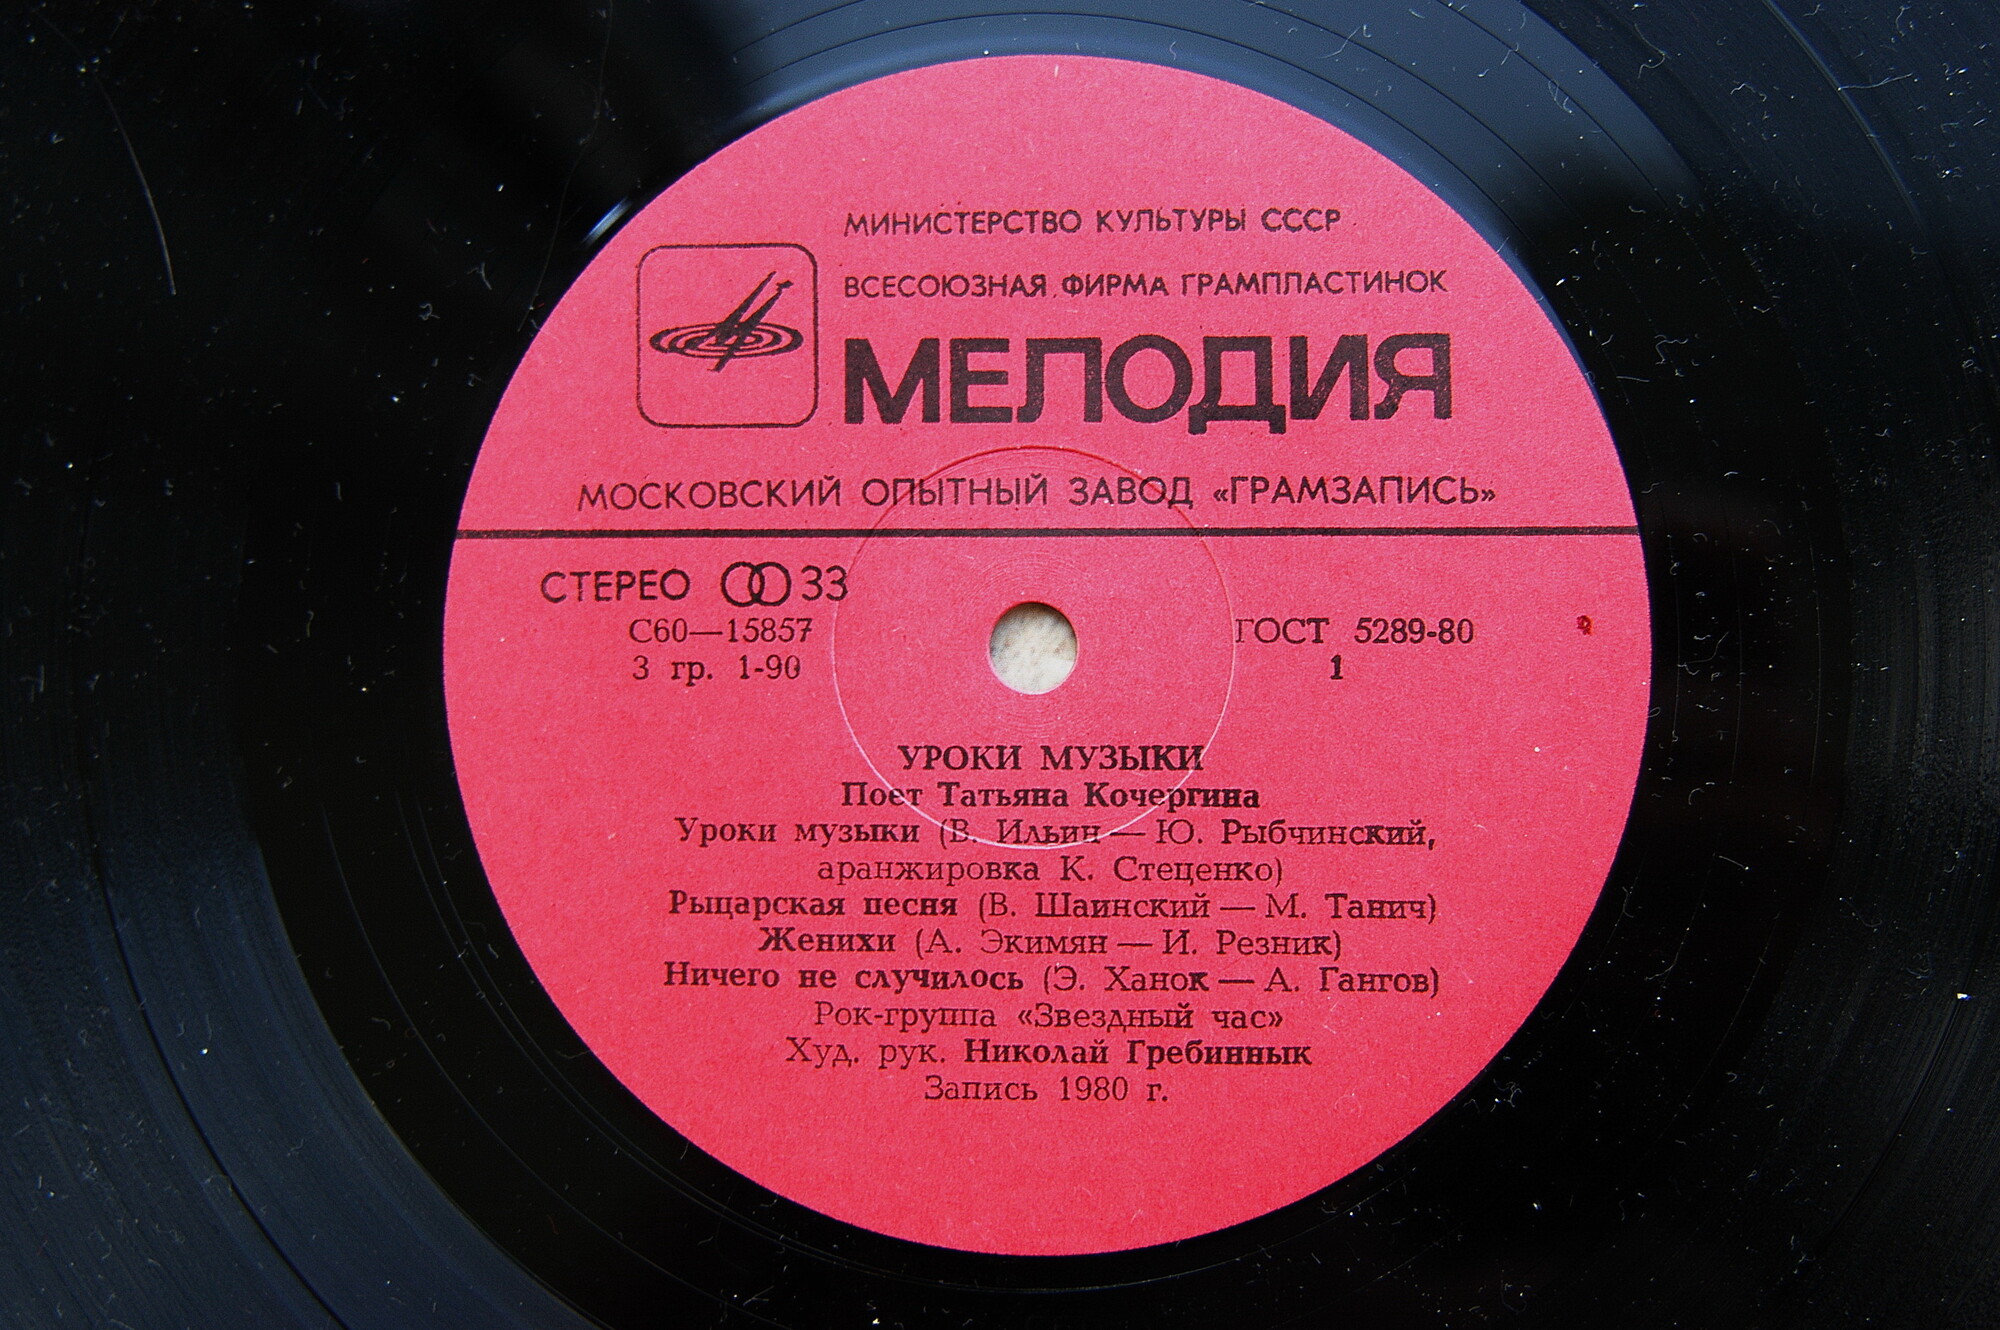 МИНИСТЕРСТВО КУЛЬТУРЫ СССР
ВСЕСОЮЗНАЯ ФИРМА ГРАМПЛАСТИНОК
МЕЛОДИЯ
МОСКОВСКИЙ ОПЫТНЫЙ ЗАВОД «ГРАМЗАПИСЬ»
СТЕРЕО 33
С60—15857
ГОСТ 5289-80
3 гр. 1-90
1
УРОКИ МУЗЫКИ
Поет Татьяна Кочергина
Уроки музыки (В. Ильин — Ю. Рыбчинский,
аранжировка К. Стеценко)
Рыцарская песня (В. Шаинский — М. Танич)
Женихи (А. Экимян — И. Резник)
Ничего не случилось (Э. Ханок — А. Гангов)
Рок-группа «Звездный час»
Худ. рук. Николай Гребиннык
Запись 1980 г.